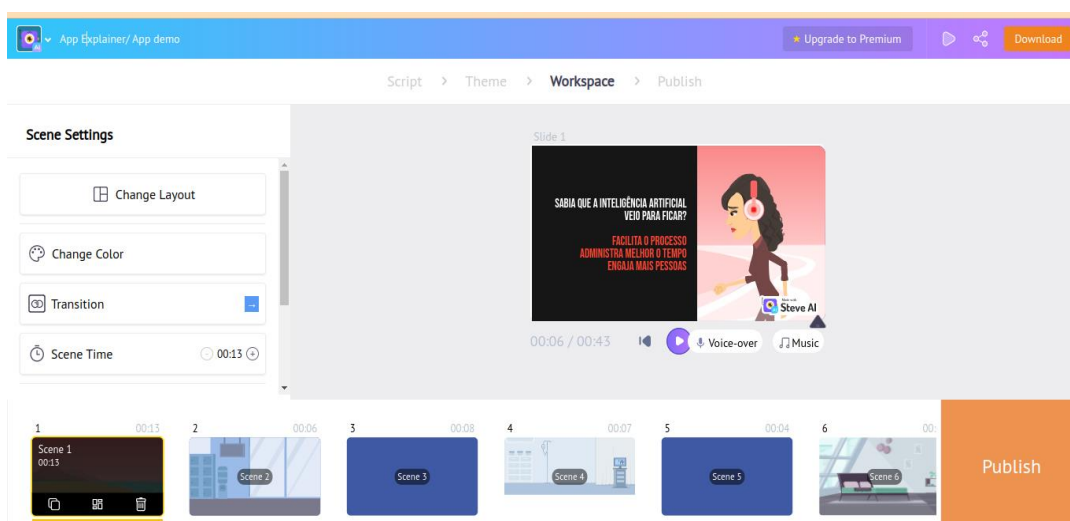 App Explainer/ App demo
★ Upgrade to Premium
Download
Script > Theme > Workspace > Publish
Scene Settings
Change Layout
Change Color
Transition
Scene Time
00:13
Slide 1
SABIA QUE A INTELIGÊNCIA ARTIFICIAL
VEIO PARA FICAR?
FACILITA O PROCESSO
ADMINISTRA MELHOR O TEMPO
ENGAJA MAIS PESSOAS
Steve AI
00:06 / 00:43
Voice-over
Music
1 00:13
Scene 1
00:13
2 00:06
Scene 2
3 00:08
Scene 3
4 00:07
Scene 4
5 00:04
Scene 5
6 00:
Scene 6
Publish